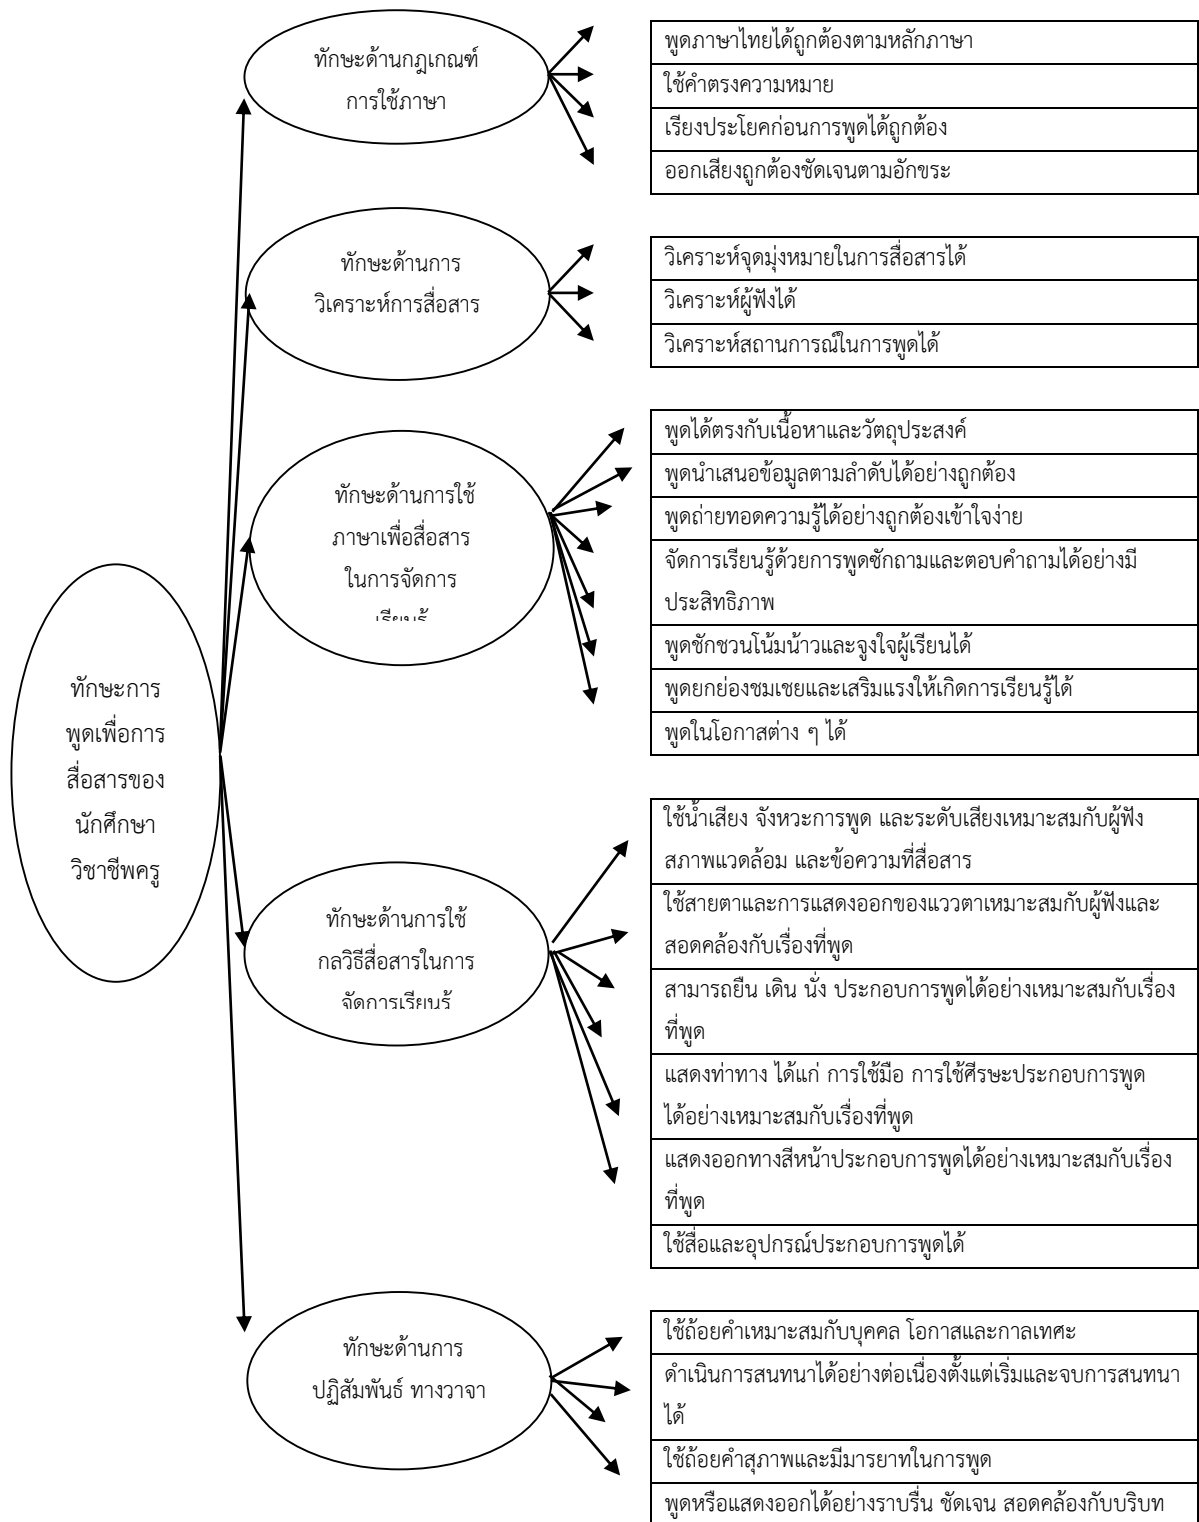 ทักษะการ
พูดเพื่อการ
สื่อสารของ
นักศึกษา
วิชาชีพครู
ทักษะด้านกฎเกณฑ์
การใช้ภาษา
พูดภาษาไทยได้ถูกต้องตามหลักภาษา
ใช้คำตรงความหมาย
เรียงประโยคก่อนการพูดได้ถูกต้อง
ออกเสียงถูกต้องชัดเจนตามอักขระ
ทักษะด้านการ
วิเคราะห์การสื่อสาร
วิเคราะห์จุดมุ่งหมายในการสื่อสารได้
วิเคราะห์ผู้ฟังได้
วิเคราะห์สถานการณ์ในการพูดได้
ทักษะด้านการใช้
ภาษาเพื่อสื่อสาร
ในการจัดการ
เรียนรู้
พูดได้ตรงกับเนื้อหาและวัตถุประสงค์
พูดนำเสนอข้อมูลตามลำดับได้อย่างถูกต้อง
พูดถ่ายทอดความรู้ได้อย่างถูกต้องเข้าใจง่าย
จัดการเรียนรู้ด้วยการพูดซักถามและตอบคำถามได้อย่างมี
ประสิทธิภาพ
พูดชักชวนโน้มน้าวและจูงใจผู้เรียนได้
พูดยกย่องชมเชยและเสริมแรงให้เกิดการเรียนรู้ได้
พูดในโอกาสต่าง ๆ ได้
ทักษะด้านการใช้
กลวิธีสื่อสารในการ
จัดการเรียนรู้
ใช้น้ำเสียง จังหวะการพูด และระดับเสียงเหมาะสมกับผู้ฟัง
สภาพแวดล้อม และข้อความที่สื่อสาร
ใช้สายตาและการแสดงออกของแววตาเหมาะสมกับผู้ฟังและ
สอดคล้องกับเรื่องที่พูด
สามารถยืน เดิน นั่ง ประกอบการพูดได้อย่างเหมาะสมกับเรื่อง
ที่พูด
แสดงท่าทาง ได้แก่ การใช้มือ การใช้ศีรษะประกอบการพูด
ได้อย่างเหมาะสมกับเรื่องที่พูด
แสดงออกทางสีหน้าประกอบการพูดได้อย่างเหมาะสมกับเรื่อง
ที่พูด
ใช้สื่อและอุปกรณ์ประกอบการพูดได้
ทักษะด้านการ
ปฏิสัมพันธ์ ทางวาจา
ใช้ถ้อยคำเหมาะสมกับบุคคล โอกาสและกาลเทศะ
ดำเนินการสนทนาได้อย่างต่อเนื่องตั้งแต่เริ่มและจบการสนทนา
ได้
ใช้ถ้อยคำสุภาพและมีมารยาทในการพูด
พูดหรือแสดงออกได้อย่างราบรื่น ชัดเจน สอดคล้องกับบริบท